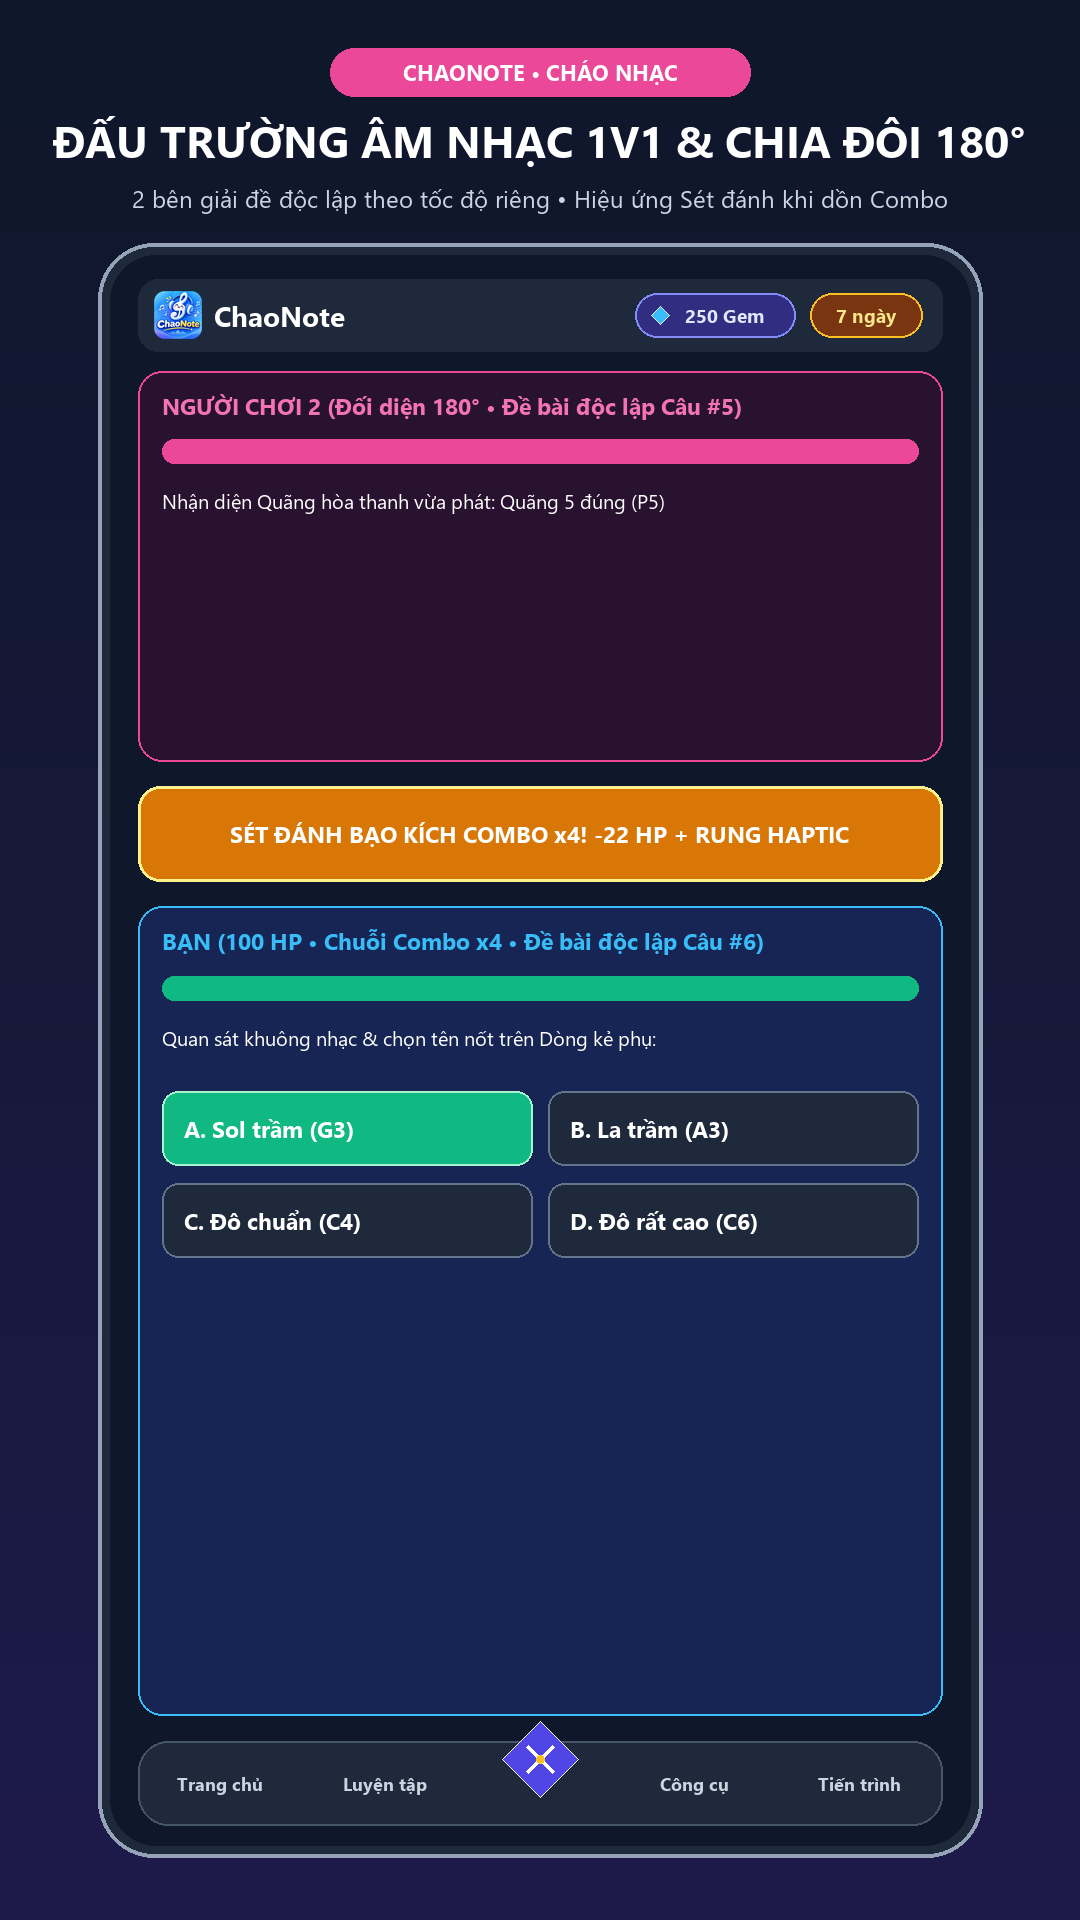 CHAONOTE • CHÁO NHẠC
ĐẤU TRƯỜNG ÂM NHẠC 1V1 & CHIA ĐÔI 180°
2 bên giải đề độc lập theo tốc độ riêng • Hiệu ứng Sét đánh khi dồn Combo
ChaoNote
ChaoNote
250 Gem
7 ngày
NGƯỜI CHƠI 2 (Đối diện 180° • Đề bài độc lập Câu #5)
Nhận diện Quãng hòa thanh vừa phát: Quãng 5 đúng (P5)
SÉT ĐÁNH BẠO KÍCH COMBO x4! -22 HP + RUNG HAPTIC
BẠN (100 HP • Chuỗi Combo x4 • Đề bài độc lập Câu #6)
Quan sát khuông nhạc & chọn tên nốt trên Dòng kẻ phụ:
A. Sol trầm (G3)
B. La trầm (A3)
C. Đô chuẩn (C4)
D. Đô rất cao (C6)
Trang chủ
Luyện tập
Công cụ
Tiến trình